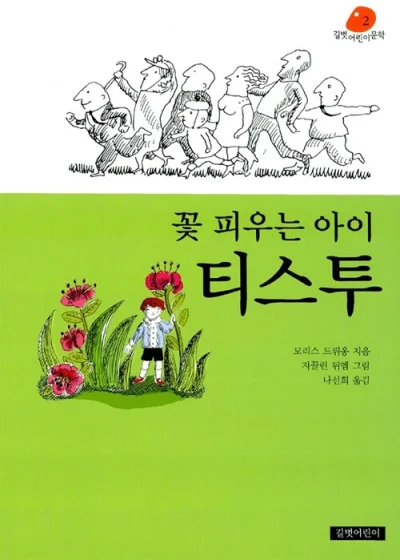 2
길벗어린이문학
꽃 피우는 아이
티스투
모리스 드뤼옹 지음
자끌린 뒤엠 그림
나선희 옮김
길벗어린이